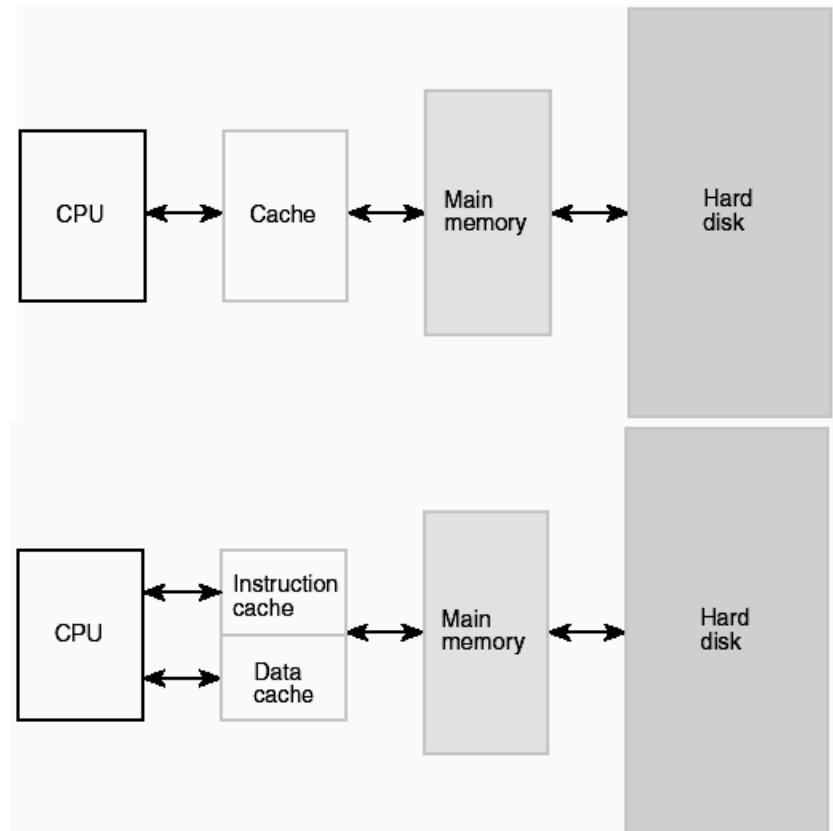 CPU
Cache
Main
memory
Hard
disk
CPU
Instruction
cache
Data
cache
Main
memory
Hard
disk